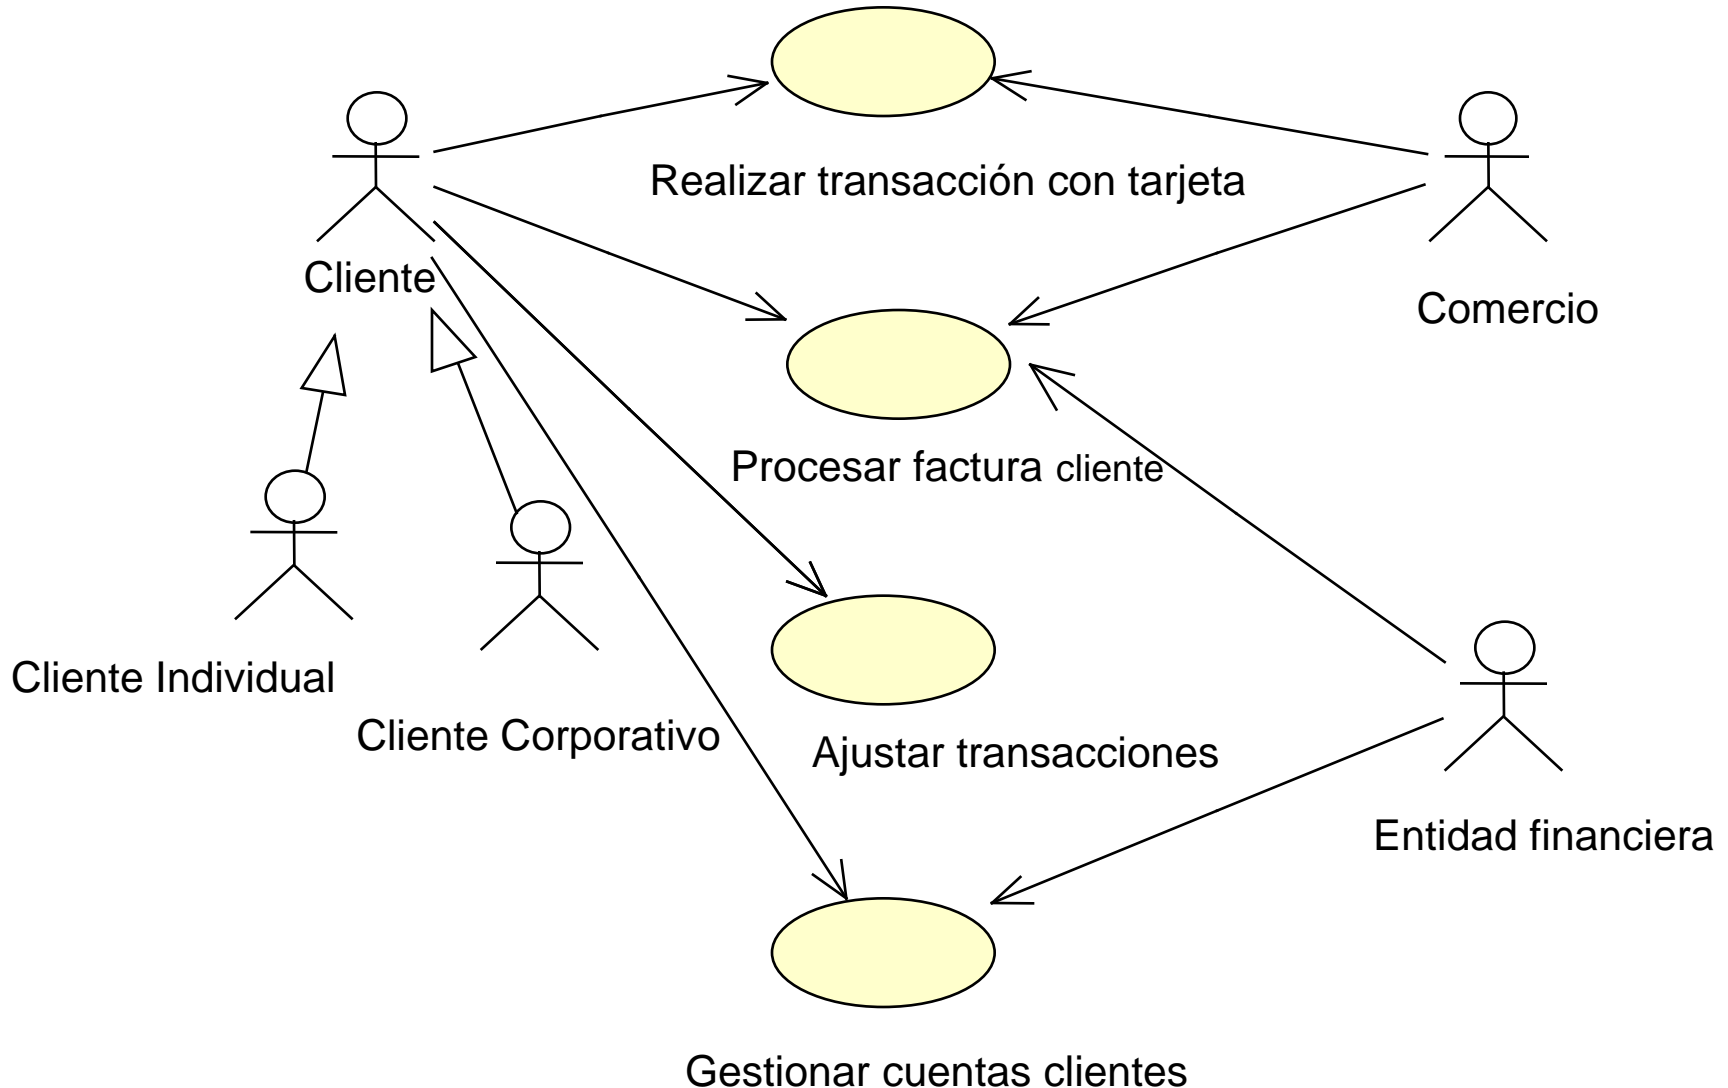 Realizar transacción con tarjeta
Cliente
Comercio
Procesar factura cliente
Cliente Individual
Cliente Corporativo
Ajustar transacciones
Entidad financiera
Gestionar cuentas clientes